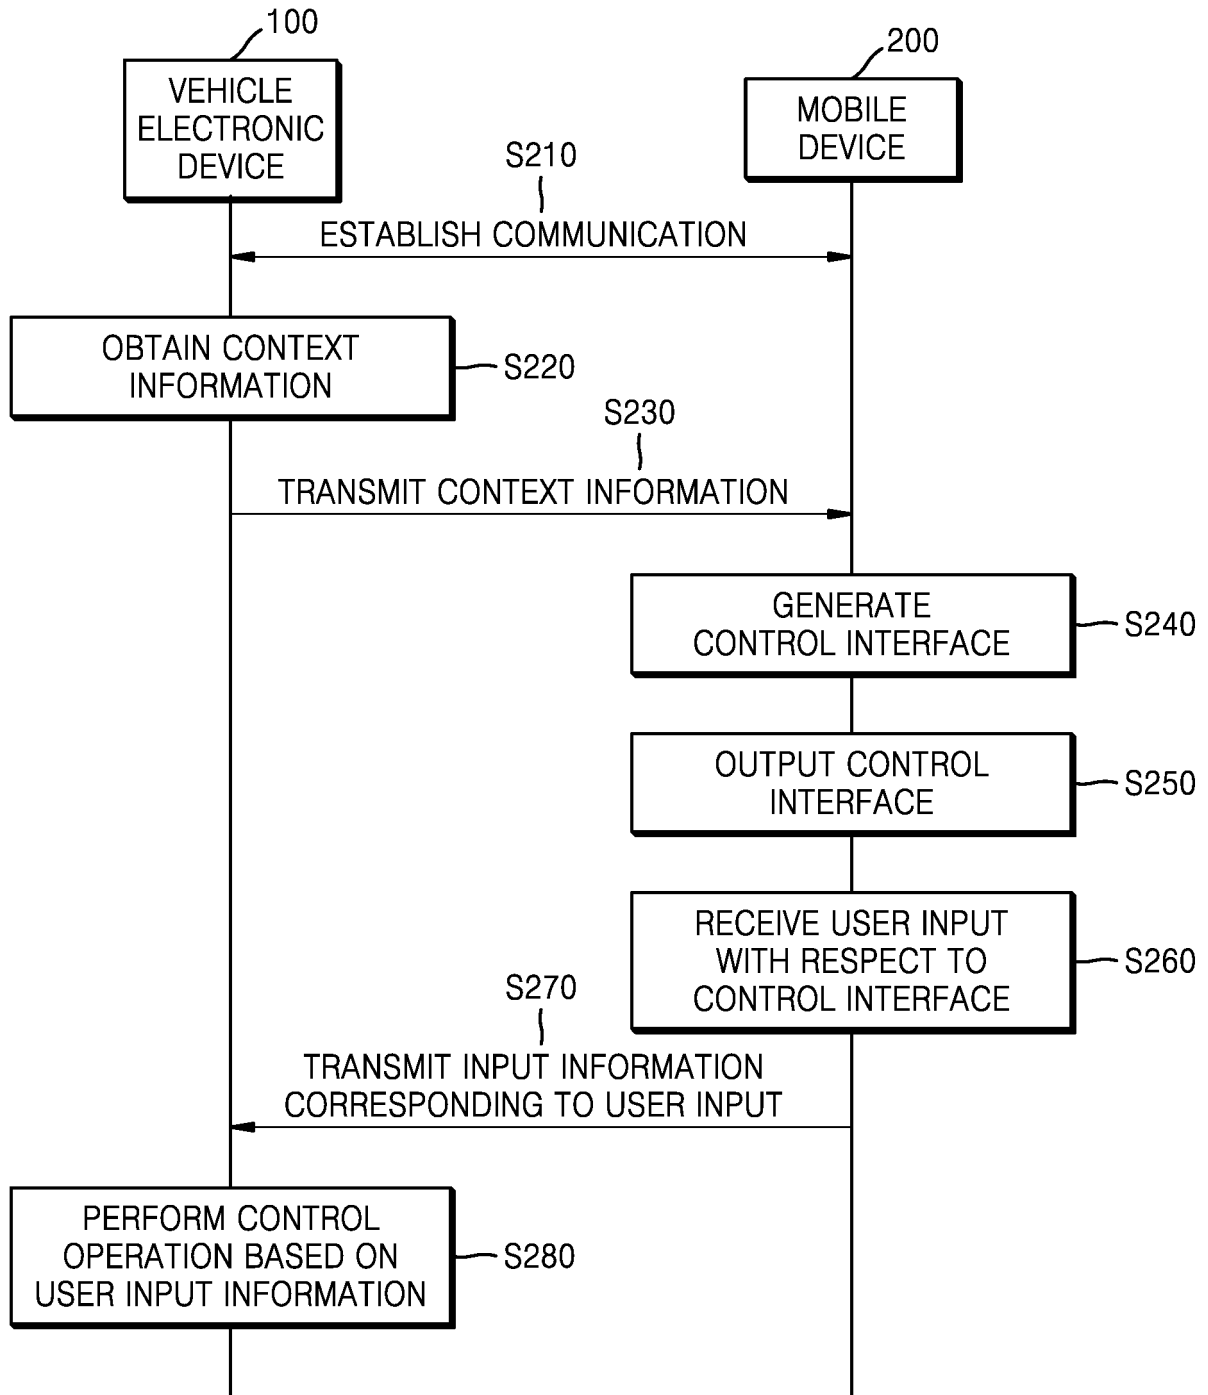 100
VEHICLE
ELECTRONIC
DEVICE
200
MOBILE
DEVICE
S210
ESTABLISH COMMUNICATION
OBTAIN CONTEXT
INFORMATION
S220
S230
TRANSMIT CONTEXT INFORMATION
GENERATE
CONTROL INTERFACE
S240
OUTPUT CONTROL
INTERFACE
S250
RECEIVE USER INPUT
WITH RESPECT TO
CONTROL INTERFACE
S260
S270
TRANSMIT INPUT INFORMATION
CORRESPONDING TO USER INPUT
PERFORM CONTROL
OPERATION BASED ON
USER INPUT INFORMATION
S280